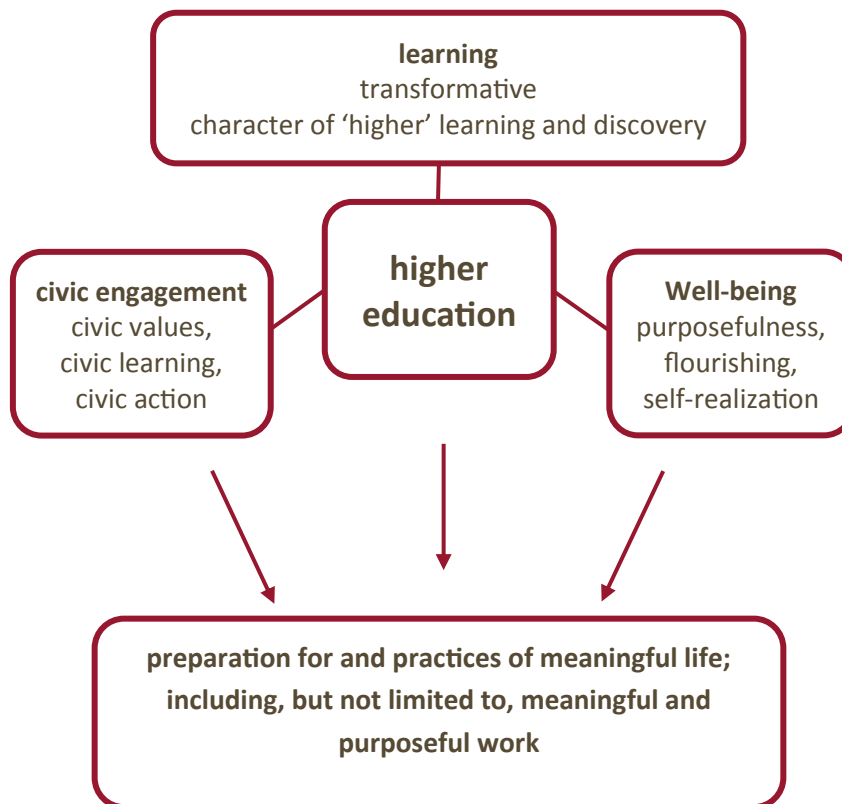 learning
transformative
character of ‘higher’ learning and discovery
higher
education
civic engagement
civic values,
civic learning,
civic action
Well-being
purposefulness,
flourishing,
self-realization
preparation for and practices of meaningful life;
including, but not limited to, meaningful and
purposeful work